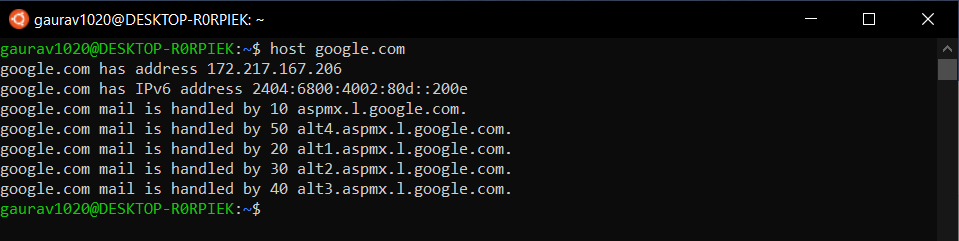 gaurav1020@DESKTOP-R0RPIEK: ~
gaurav1020@DESKTOP-R0RPIEK:~$ host google.com
google.com has address 172.217.167.206
google.com has IPv6 address 2404:6800:4002:80d::200e
google.com mail is handled by 10 aspmx.l.google.com.
google.com mail is handled by 50 alt4.aspmx.l.google.com.
google.com mail is handled by 20 alt1.aspmx.l.google.com.
google.com mail is handled by 30 alt2.aspmx.l.google.com.
google.com mail is handled by 40 alt3.aspmx.l.google.com.
gaurav1020@DESKTOP-R0RPIEK:~$